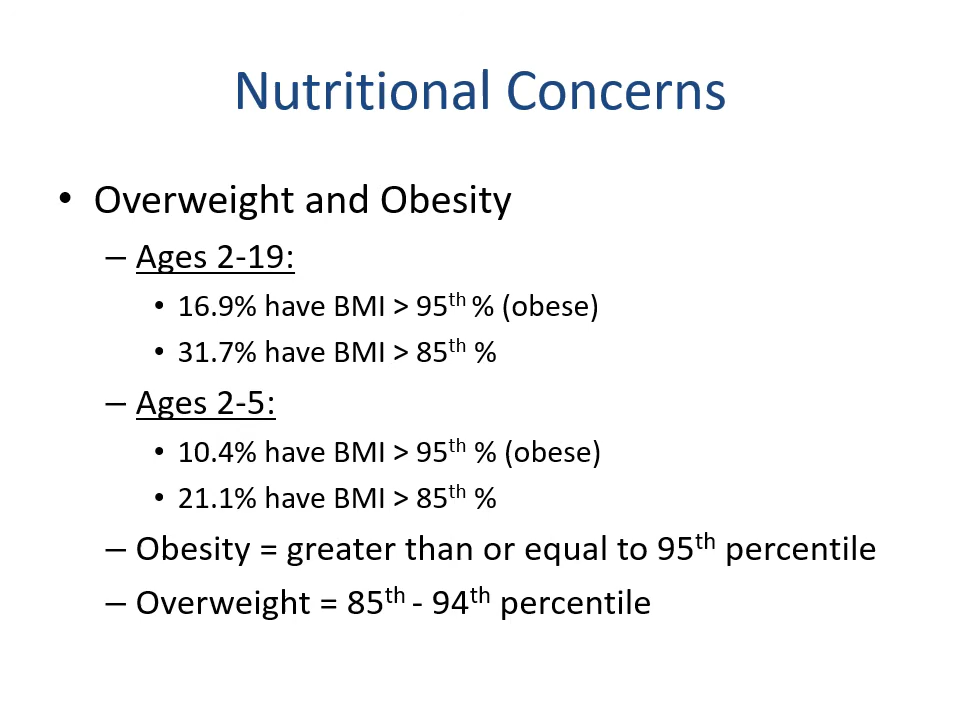 Nutritional Concerns
• Overweight and Obesity
– Ages 2-19:
• 16.9% have BMI > 95th % (obese)
• 31.7% have BMI > 85th %
– Ages 2-5:
• 10.4% have BMI > 95th % (obese)
• 21.1% have BMI > 85th %
– Obesity = greater than or equal to 95th percentile
– Overweight = 85th - 94th percentile